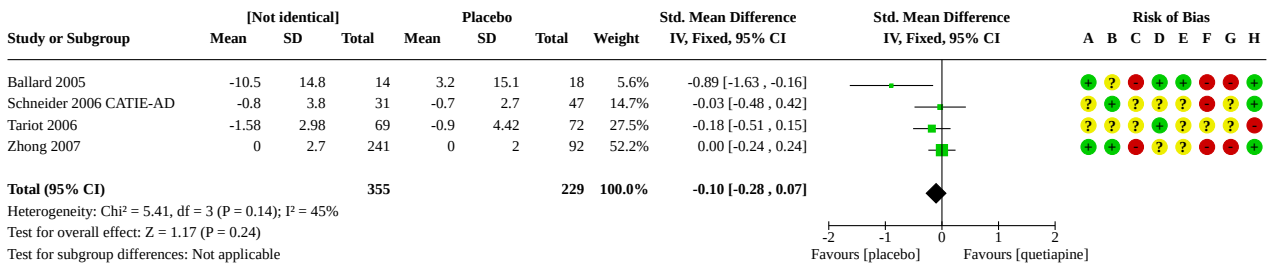 [Not identical] Placebo Std. Mean Difference Std. Mean Difference Risk of Bias
Study or Subgroup Mean SD Total Mean SD Total Weight IV, Fixed, 95% CI IV, Fixed, 95% CI A B C D E F G H
Ballard 2005 -10.5 14.8 14 3.2 15.1 18 5.6% -0.89 [-1.63 , -0.16] + ? - + + - - +
Schneider 2006 CATIE-AD -0.8 3.8 31 -0.7 2.7 47 14.7% -0.03 [-0.48 , 0.42] ? + - ? ? - ? +
Tariot 2006 -1.58 2.98 69 -0.9 4.42 72 27.5% -0.18 [-0.51 , 0.15] ? ? ? + ? ? ? -
Zhong 2007 0 2.7 241 0 2 92 52.2% 0.00 [-0.24 , 0.24] + + - ? ? - - +
Total (95% CI) 355 229 100.0% -0.10 [-0.28 , 0.07]
Heterogeneity: Chi² = 5.41, df = 3 (P = 0.14); I² = 45%
Test for overall effect: Z = 1.17 (P = 0.24)
-2 -1 0 1 2
Test for subgroup differences: Not applicable Favours [placebo] Favours [quetiapine]